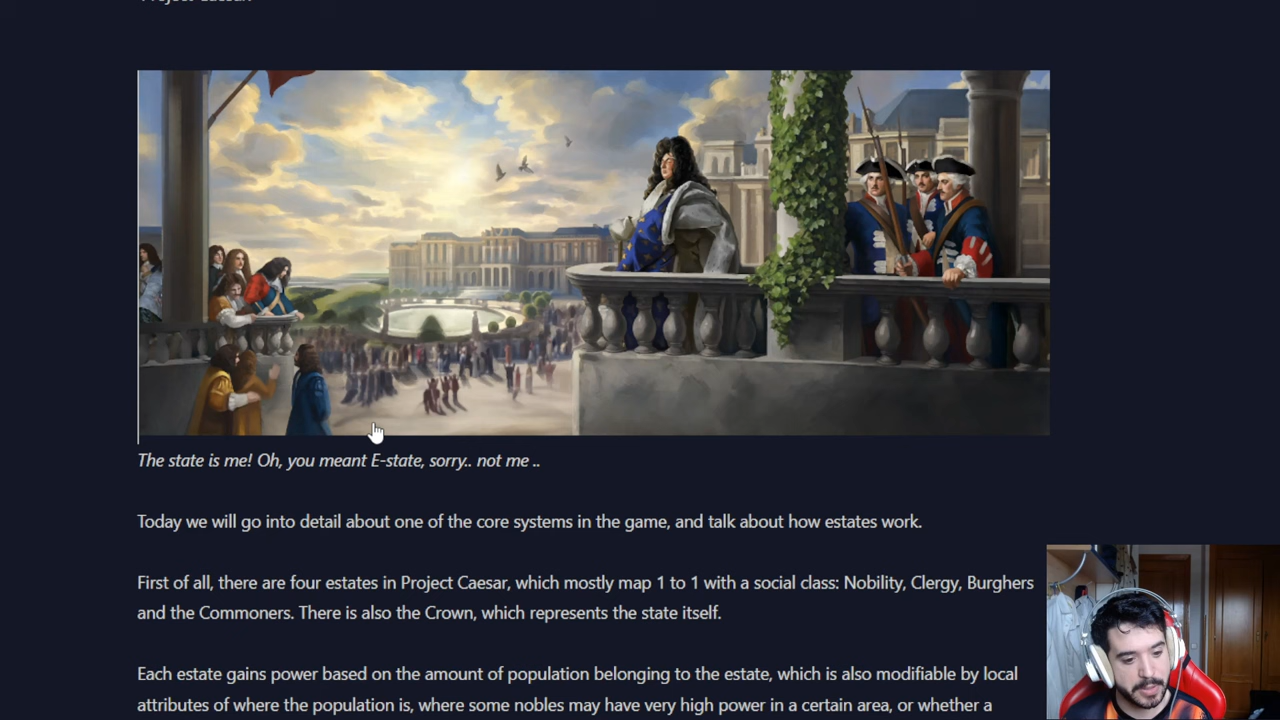 The state is me! Oh, you meant E-state, sorry.. not me ..
Today we will go into detail about one of the core systems in the game, and talk about how estates work.
First of all, there are four estates in Project Caesar, which mostly map 1 to 1 with a social class: Nobility, Clergy, Burghers
and the Commoners. There is also the Crown, which represents the state itself.
Each estate gains power based on the amount of population belonging to the estate, which is also modifiable by local
attributes of where the population is, where some nobles may have very high power in a certain area, or whether a